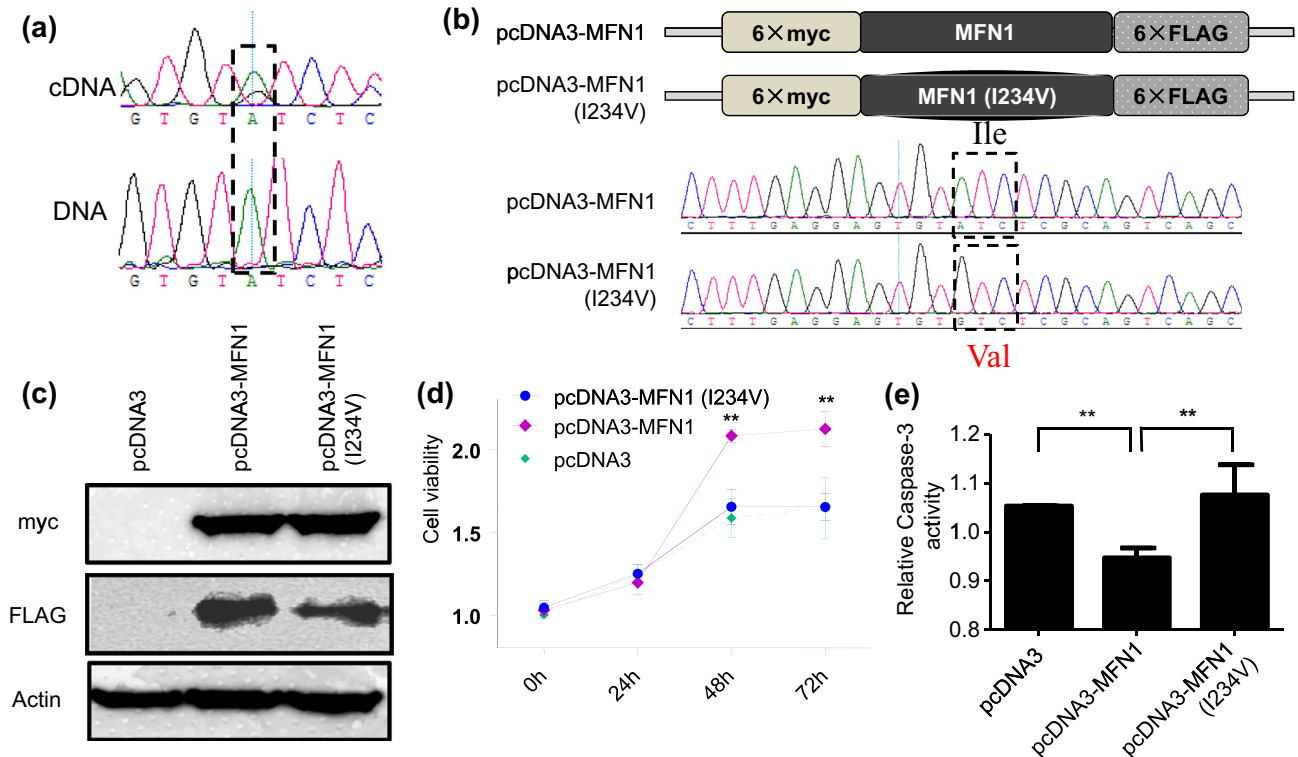 (a)
cDNA
G T G T A T C T C
DNA
G T G T A T C T C
(b)
pcDNA3-MFN1
6×myc MFN1 6×FLAG
pcDNA3-MFN1
(I234V)
6×myc MFN1 (I234V) 6×FLAG
Ile
pcDNA3-MFN1
C T T T G A G G A G T G T A T C T C G C A G T C A G C
pcDNA3-MFN1
(I234V)
C T T T G A G G A G T G T G T C T C G C A G T C A G C
Val
(c)
pcDNA3
pcDNA3-MFN1
pcDNA3-MFN1
(I234V)
myc
FLAG
Actin
(d)
pcDNA3-MFN1 (I234V)
pcDNA3-MFN1
pcDNA3
** **
Cell viability
2.0
1.5
1.0
0h 24h 48h 72h
(e)
** **
Relative Caspase-3
activity
1.2
1.1
1.0
0.9
0.8
pcDNA3
pcDNA3-MFN1
pcDNA3-MFN1
(I234V)